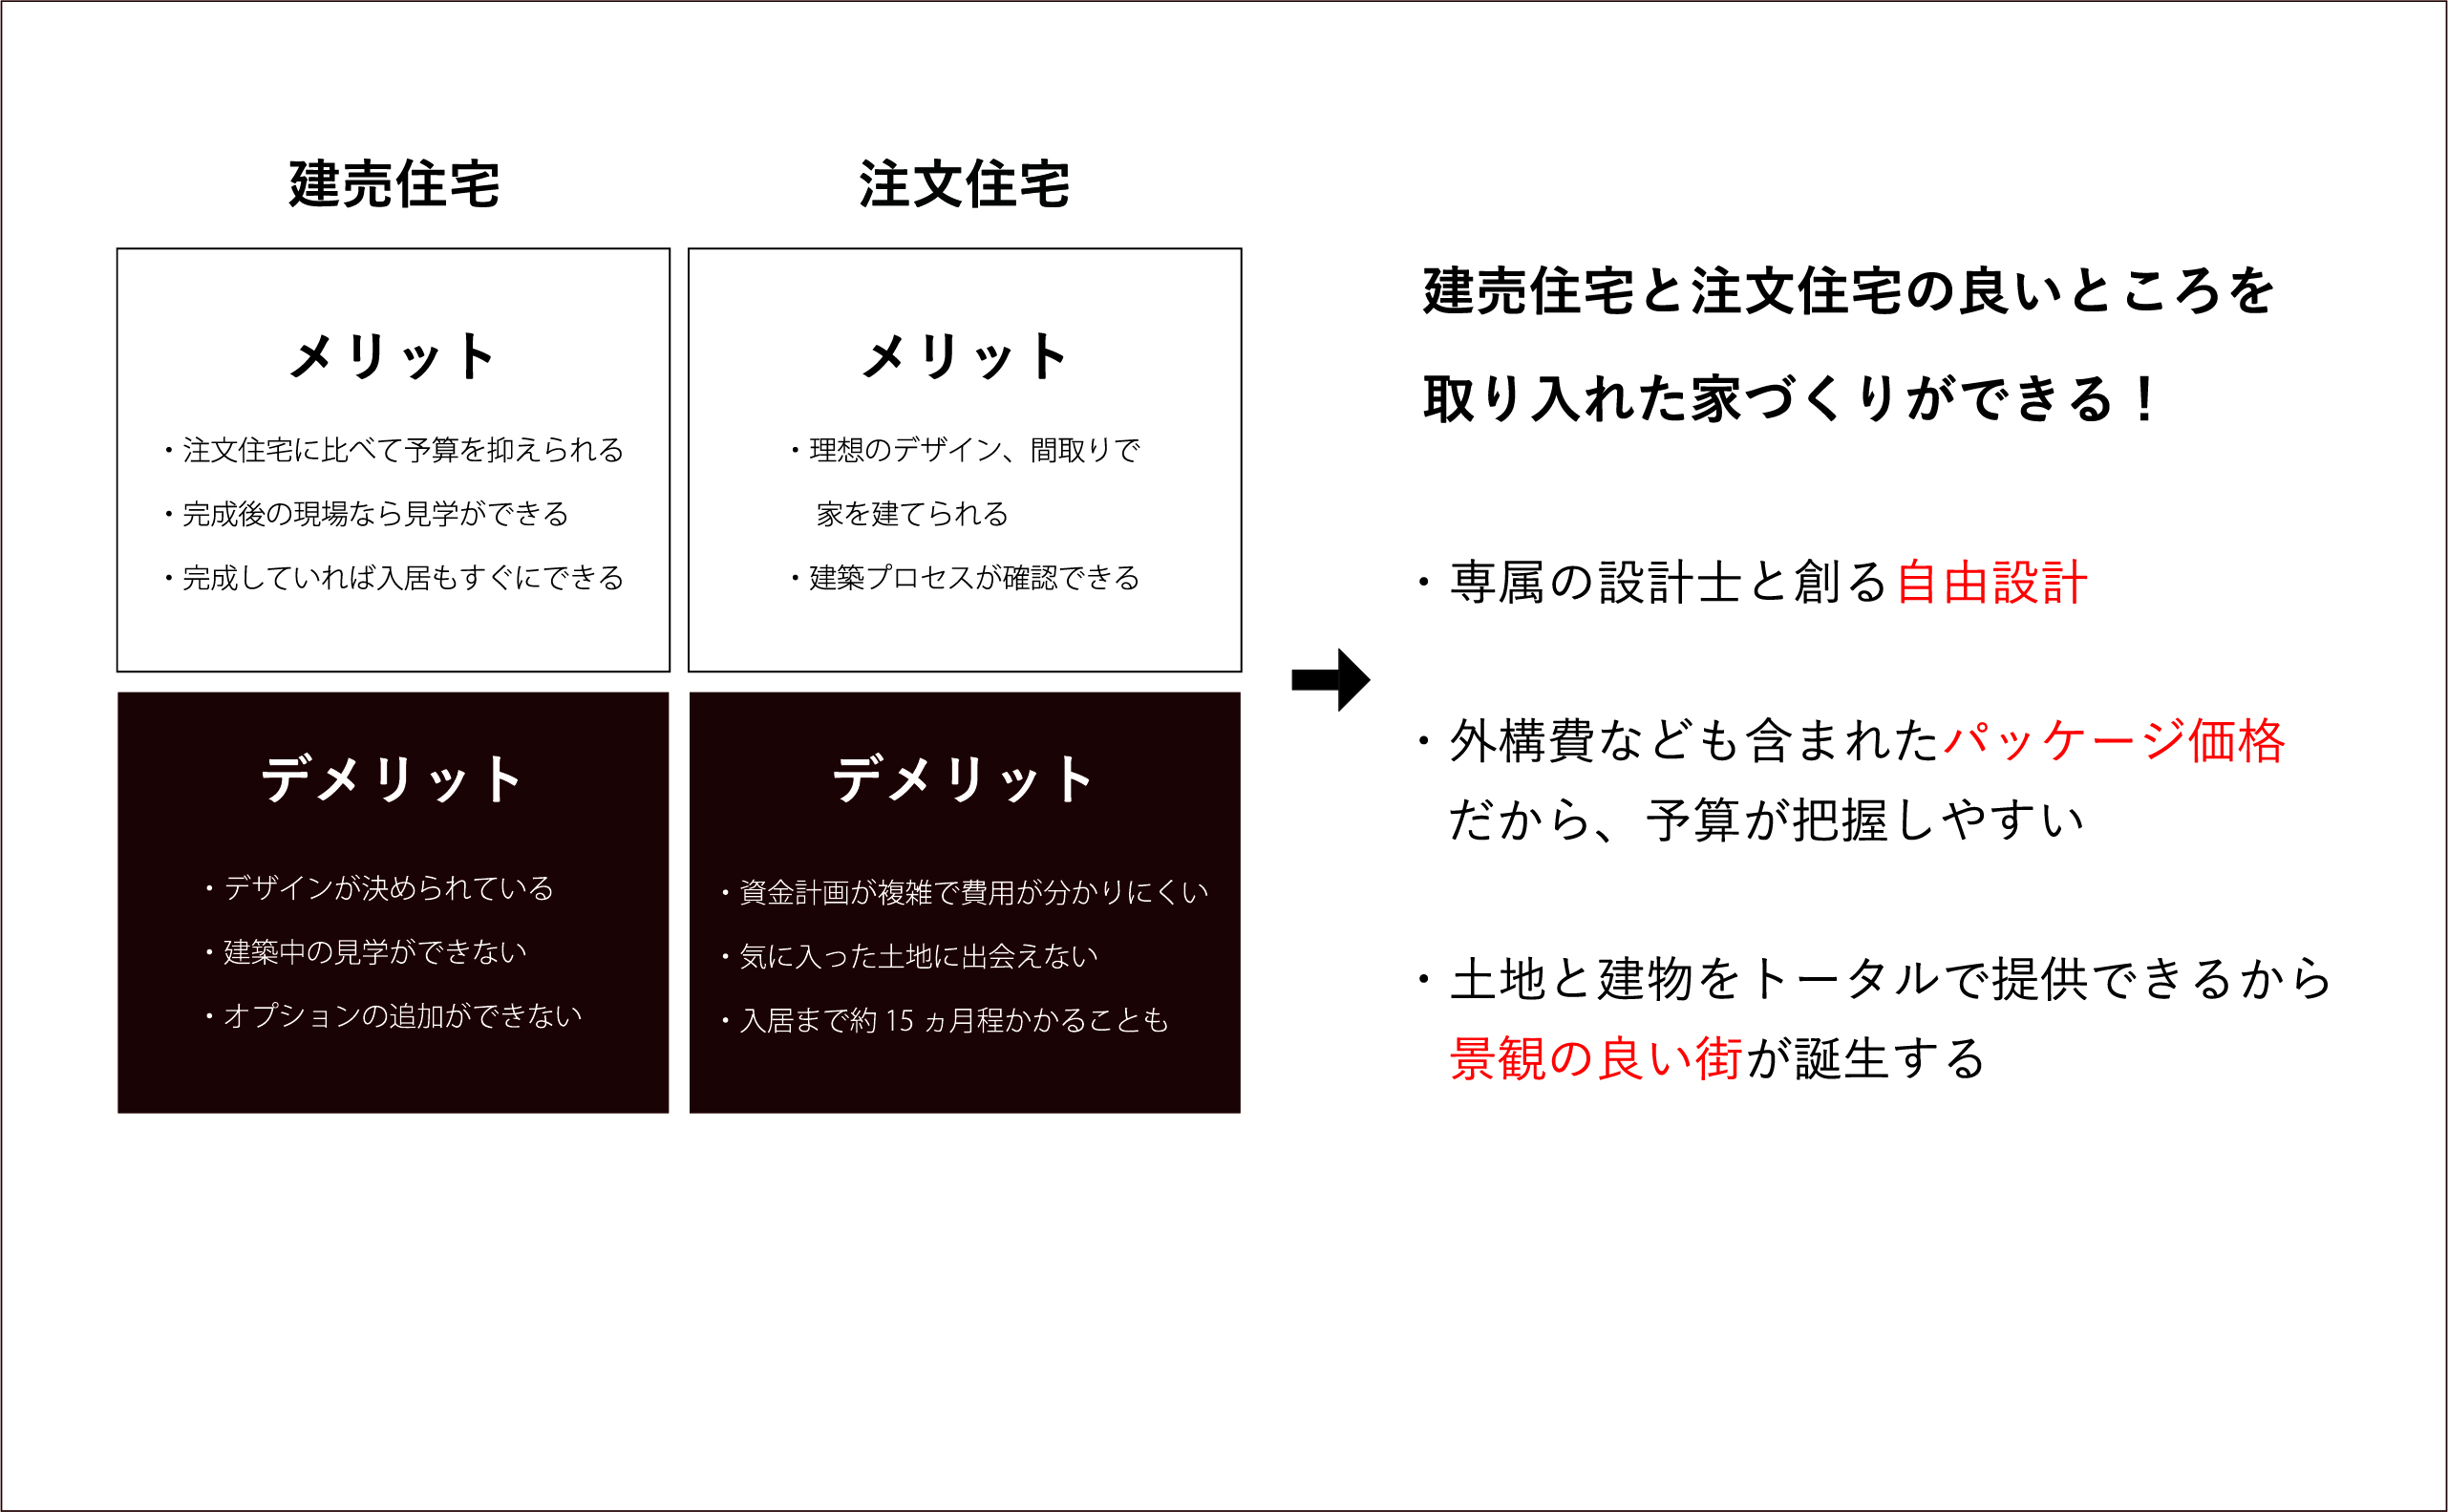 建売住宅
メリット
・注文住宅に比べて予算を抑えられる
・完成後の現場なら見学ができる
・完成していれば入居もすぐにできる
デメリット
・デザインが決められている
・建築中の見学ができない
・オプションの追加ができない
注文住宅
メリット
・理想のデザイン、間取りで
家を建てられる
・建築プロセスが確認できる
デメリット
・資金計画が複雑で費用が分かりにくい
・気に入った土地に出会えない
・入居まで約 15 ヵ月程かかることも
建売住宅と注文住宅の良いところを
取り入れた家づくりができる！
・専属の設計士と創る自由設計
・外構費なども含まれたパッケージ価格
だから、予算が把握しやすい
・土地と建物をトータルで提供できるから
景観の良い街が誕生する